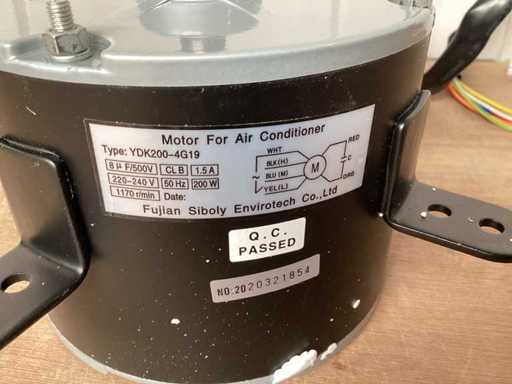 Motor For Air Conditioner
Type: YDK200-4G19
8 µ F/500V CL B 1.5 A
220-240 V 50 Hz 200 W
1170 r/min Date:
WHT
BLK(H)
BLU (M)
YEL(L)
M
RED
C
ORG
Fujian Siboly Envirotech Co.,Ltd
Q.C.
PASSED
NO:2020321854